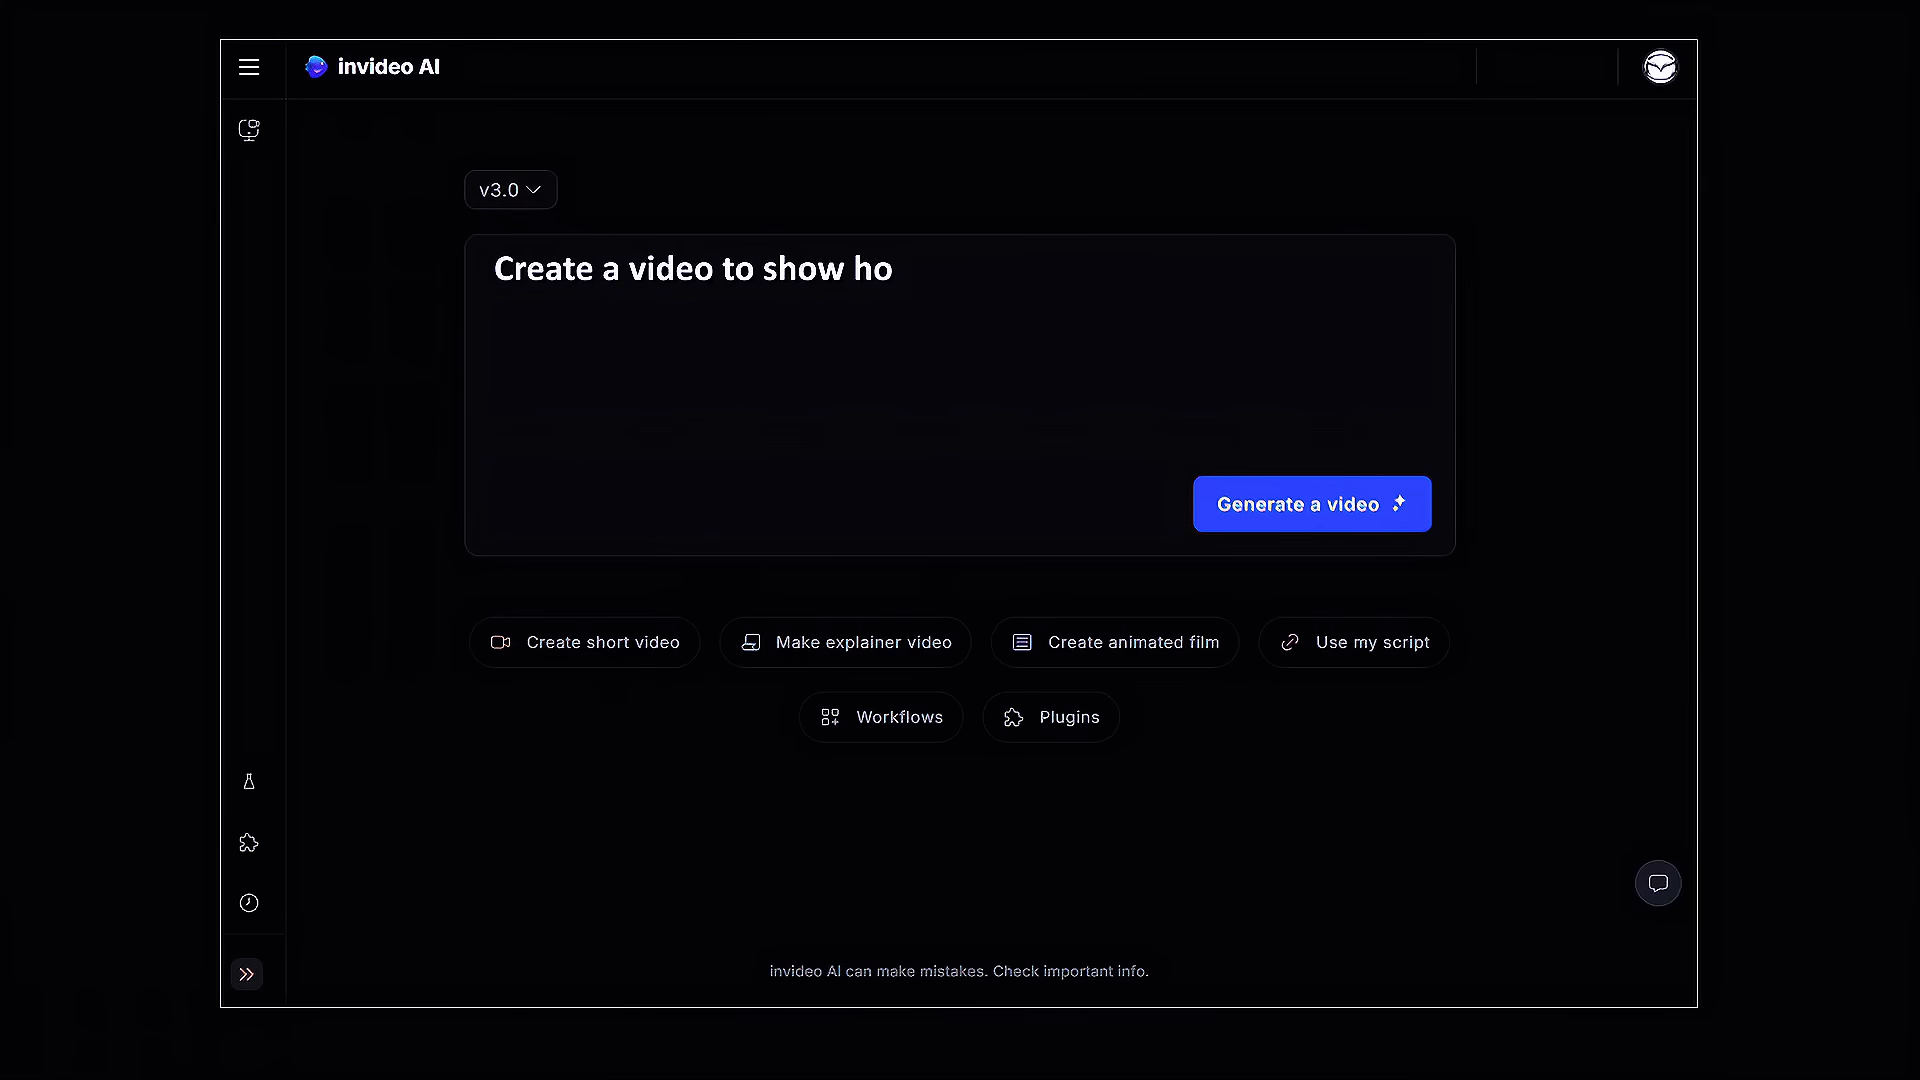 invideo AI
v3.0
Create a video to show ho
Generate a video
Create short video
Make explainer video
Create animated film
Use my script
Workflows
Plugins
invideo AI can make mistakes. Check important info.